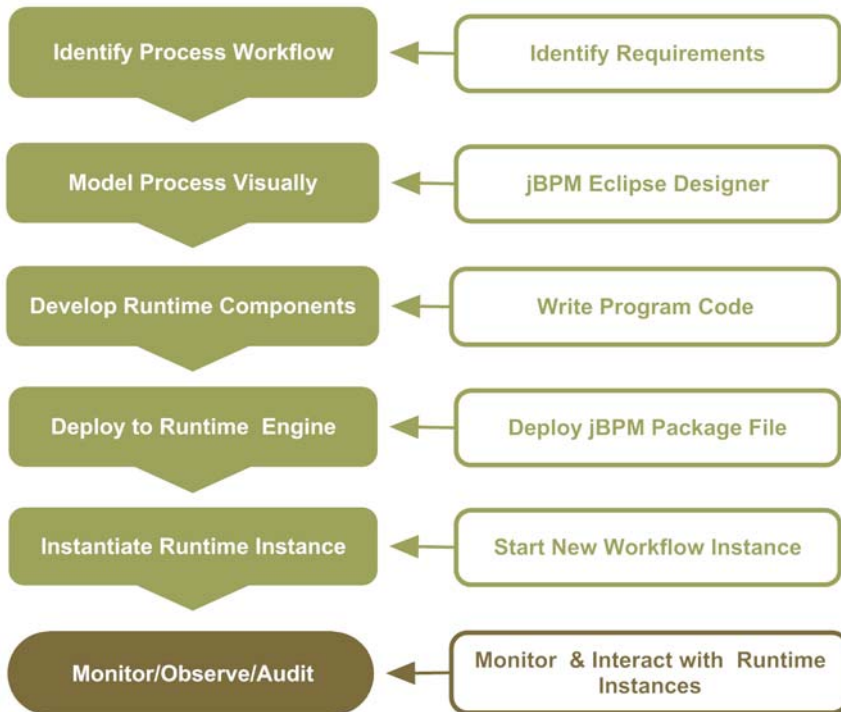 Identify Process Workflow
Identify Requirements
Model Process Visually
jBPM Eclipse Designer
Develop Runtime Components
Write Program Code
Deploy to Runtime Engine
Deploy jBPM Package File
Instantiate Runtime Instance
Start New Workflow Instance
Monitor/Observe/Audit
Monitor & Interact with Runtime
Instances